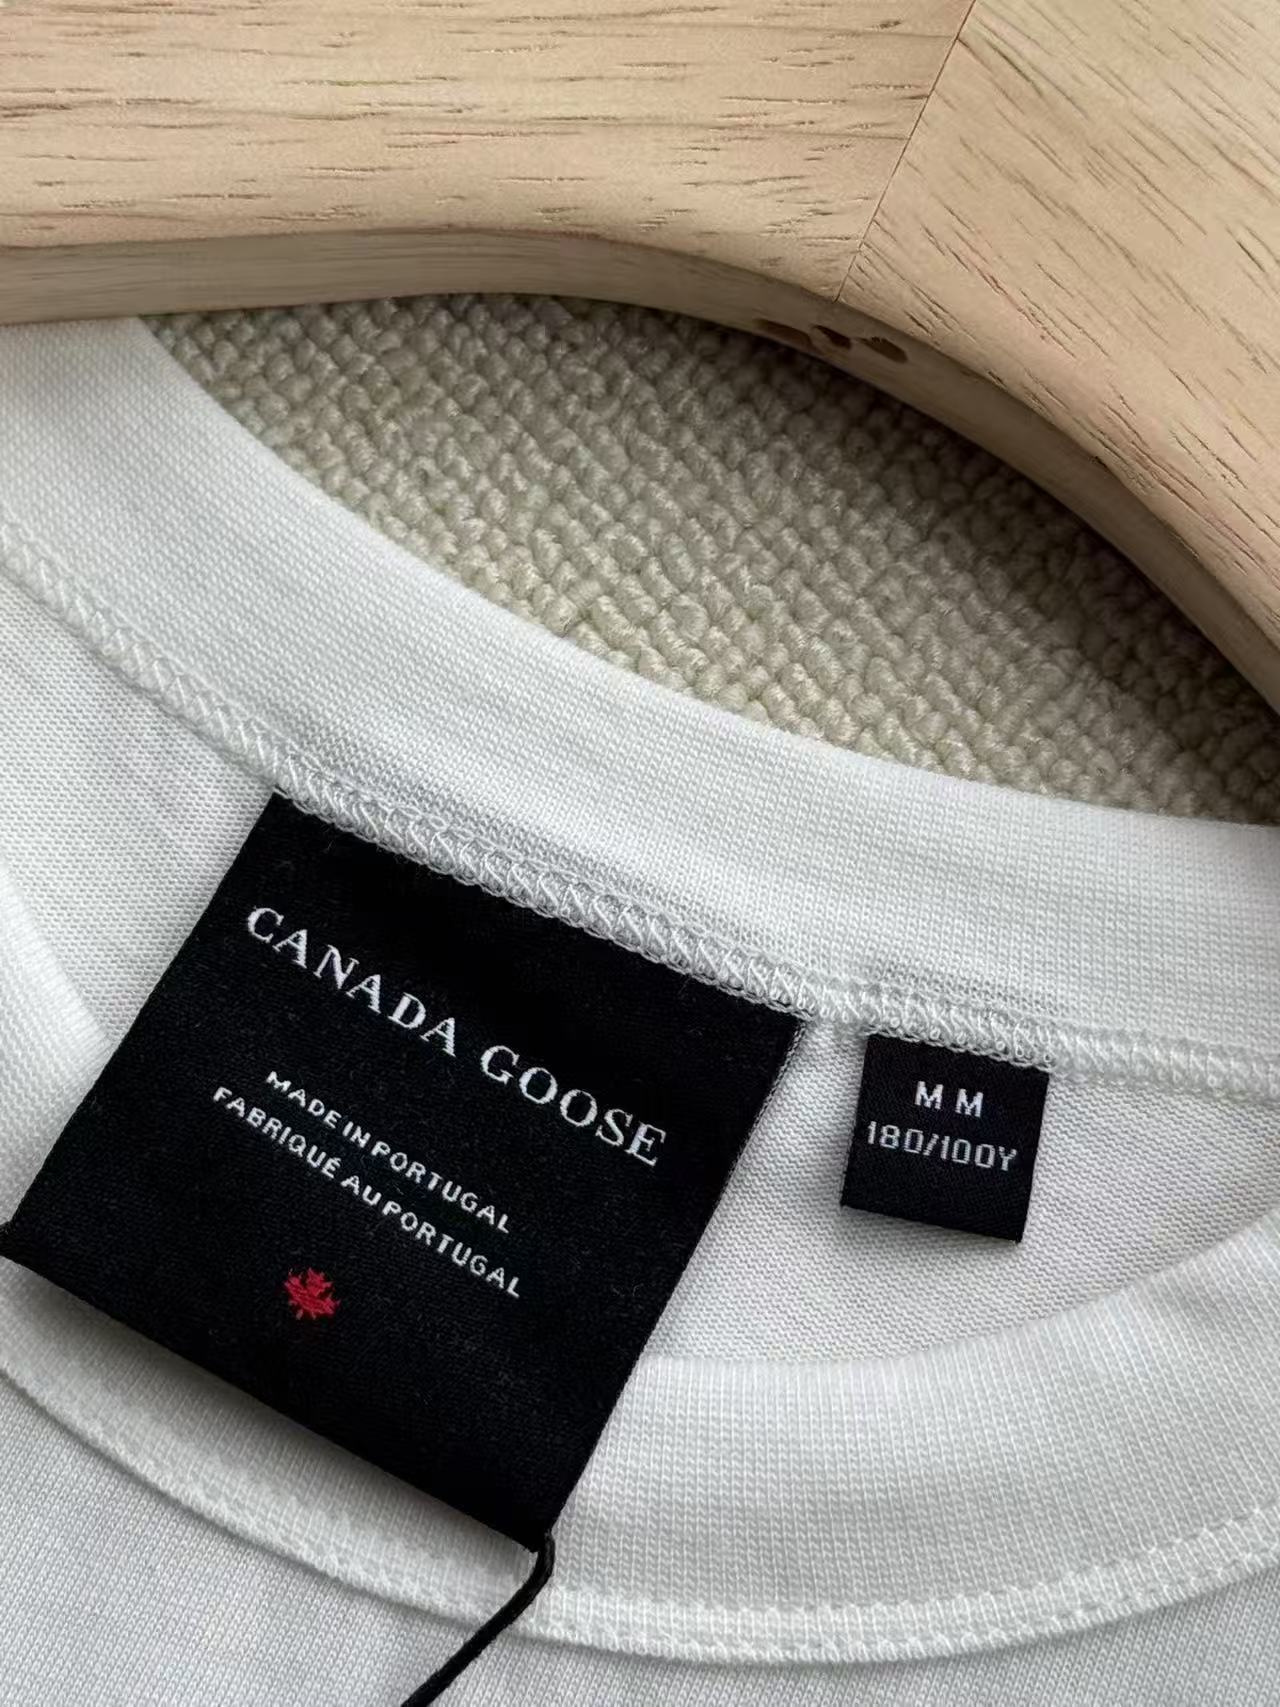 CANADA GOOSE
MADE IN PORTUGAL
FABRIQUÉ AU PORTUGAL
M M
180/100Y